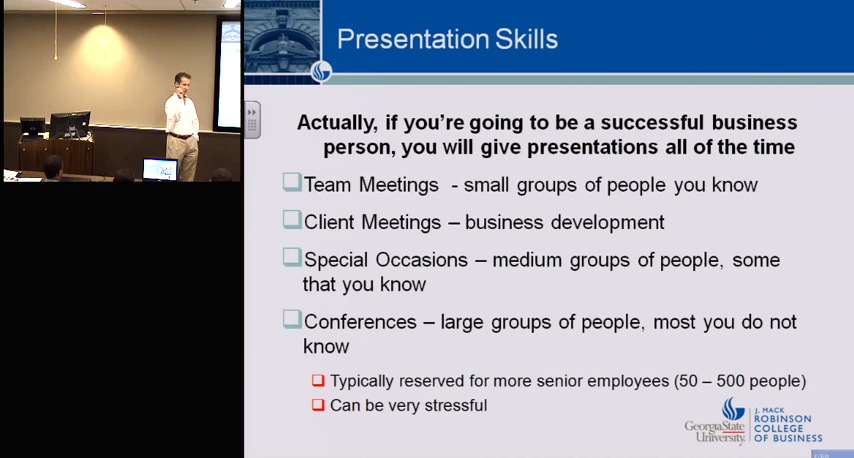 Presentation Skills
Actually, if you're going to be a successful business
person, you will give presentations all of the time
Team Meetings - small groups of people you know
Client Meetings – business development
Special Occasions – medium groups of people, some
that you know
Conferences – large groups of people, most you do not
know
Typically reserved for more senior employees (50 – 500 people)
Can be very stressful
GeorgiaState
University
J. MACK
ROBINSON
COLLEGE
OF BUSINESS